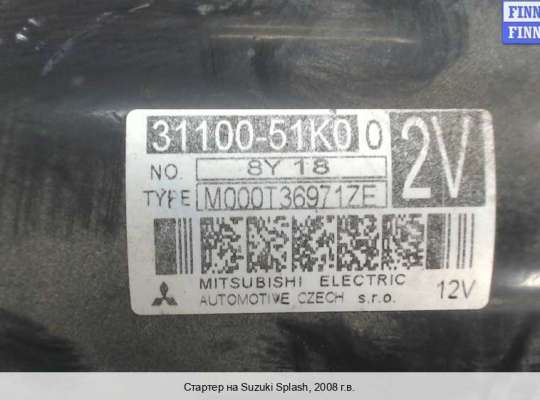 FINN
FINN
31100-51K0 0
2V
NO. 8Y 18
TYPE M000T36971ZE
MITSUBISHI ELECTRIC
AUTOMOTIVE CZECH s.r.o. 12V
Стартер на Suzuki Splash, 2008 г.в.